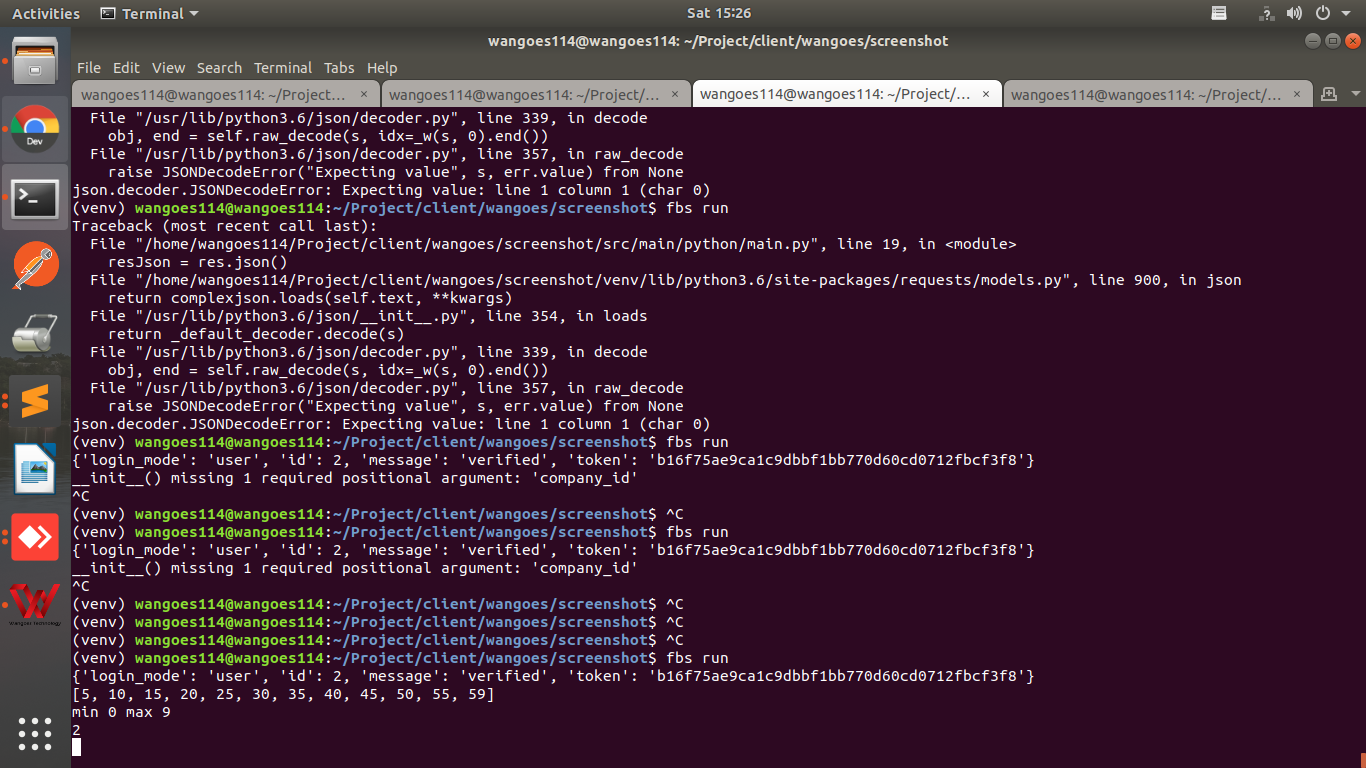 Activities Terminal Sat 15:26
wangoes114@wangoes114: ~/Project/client/wangoes/screenshot
File Edit View Search Terminal Tabs Help
wangoes114@wangoes114: ~/Project... × wangoes114@wangoes114: ~/Project/... × wangoes114@wangoes114: ~/Project/... × wangoes114@wangoes114: ~/Project/... ×
  File "/usr/lib/python3.6/json/decoder.py", line 339, in decode
    obj, end = self.raw_decode(s, idx=_w(s, 0).end())
  File "/usr/lib/python3.6/json/decoder.py", line 357, in raw_decode
    raise JSONDecodeError("Expecting value", s, err.value) from None
json.decoder.JSONDecodeError: Expecting value: line 1 column 1 (char 0)
(venv) wangoes114@wangoes114:~/Project/client/wangoes/screenshot$ fbs run
Traceback (most recent call last):
  File "/home/wangoes114/Project/client/wangoes/screenshot/src/main/python/main.py", line 19, in <module>
    resJson = res.json()
  File "/home/wangoes114/Project/client/wangoes/screenshot/venv/lib/python3.6/site-packages/requests/models.py", line 900, in json
    return complexjson.loads(self.text, **kwargs)
  File "/usr/lib/python3.6/json/__init__.py", line 354, in loads
    return _default_decoder.decode(s)
  File "/usr/lib/python3.6/json/decoder.py", line 339, in decode
    obj, end = self.raw_decode(s, idx=_w(s, 0).end())
  File "/usr/lib/python3.6/json/decoder.py", line 357, in raw_decode
    raise JSONDecodeError("Expecting value", s, err.value) from None
json.decoder.JSONDecodeError: Expecting value: line 1 column 1 (char 0)
(venv) wangoes114@wangoes114:~/Project/client/wangoes/screenshot$ fbs run
{'login_mode': 'user', 'id': 2, 'message': 'verified', 'token': 'b16f75ae9ca1c9dbbf1bb770d60cd0712fbcf3f8'}
__init__() missing 1 required positional argument: 'company_id'
^C
(venv) wangoes114@wangoes114:~/Project/client/wangoes/screenshot$ ^C
(venv) wangoes114@wangoes114:~/Project/client/wangoes/screenshot$ fbs run
{'login_mode': 'user', 'id': 2, 'message': 'verified', 'token': 'b16f75ae9ca1c9dbbf1bb770d60cd0712fbcf3f8'}
__init__() missing 1 required positional argument: 'company_id'
^C
(venv) wangoes114@wangoes114:~/Project/client/wangoes/screenshot$ ^C
(venv) wangoes114@wangoes114:~/Project/client/wangoes/screenshot$ ^C
(venv) wangoes114@wangoes114:~/Project/client/wangoes/screenshot$ ^C
(venv) wangoes114@wangoes114:~/Project/client/wangoes/screenshot$ fbs run
{'login_mode': 'user', 'id': 2, 'message': 'verified', 'token': 'b16f75ae9ca1c9dbbf1bb770d60cd0712fbcf3f8'}
[5, 10, 15, 20, 25, 30, 35, 40, 45, 50, 55, 59]
min 0 max 9
2
Dev
Wangoes Technology